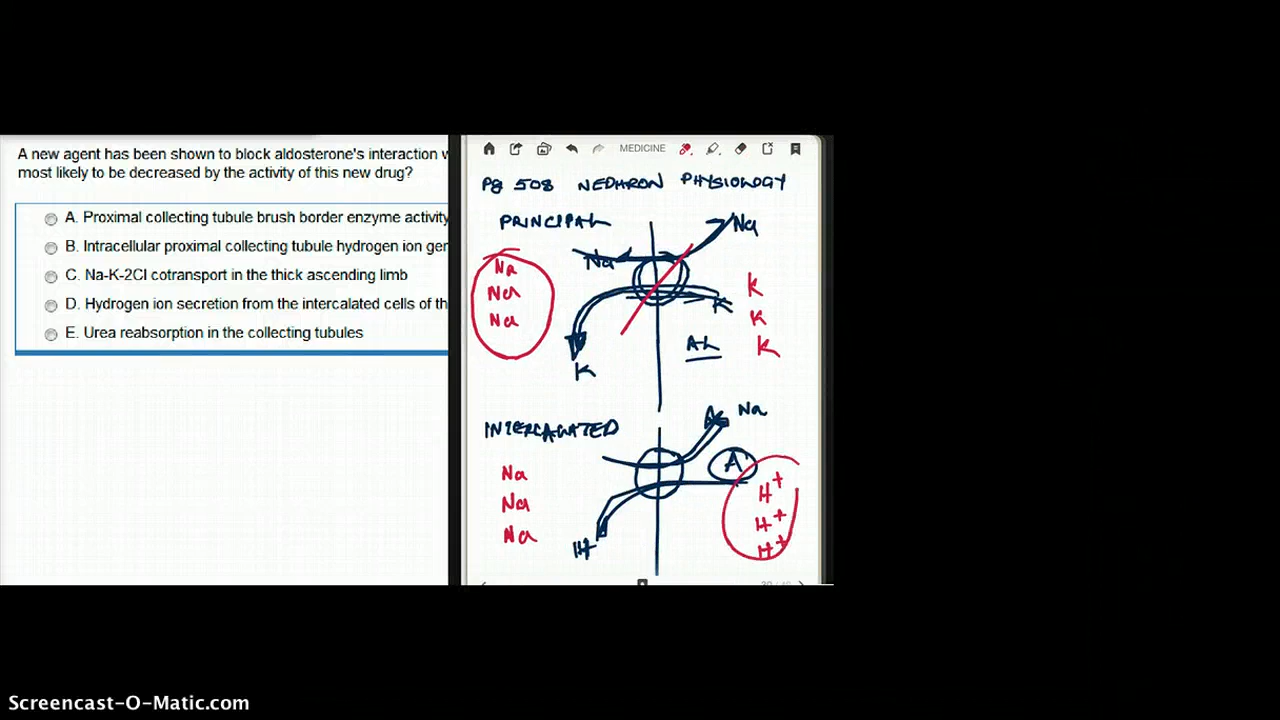 A new agent has been shown to block aldosterone's interaction w
most likely to be decreased by the activity of this new drug?
A. Proximal collecting tubule brush border enzyme activity
B. Intracellular proximal collecting tubule hydrogen ion ger
C. Na-K-2Cl cotransport in the thick ascending limb
D. Hydrogen ion secretion from the intercalated cells of th
E. Urea reabsorption in the collecting tubules
MEDICINE
Pg 508 NEPHRON PHYSIOLOGY
PRINCIPAL
Na
Na
Na
Na
Na
K
K
K
K
AL
K
INTERCALATED
Na
A
Na
Na
Na
H+
H+
H+
H+
Screencast-O-Matic.com